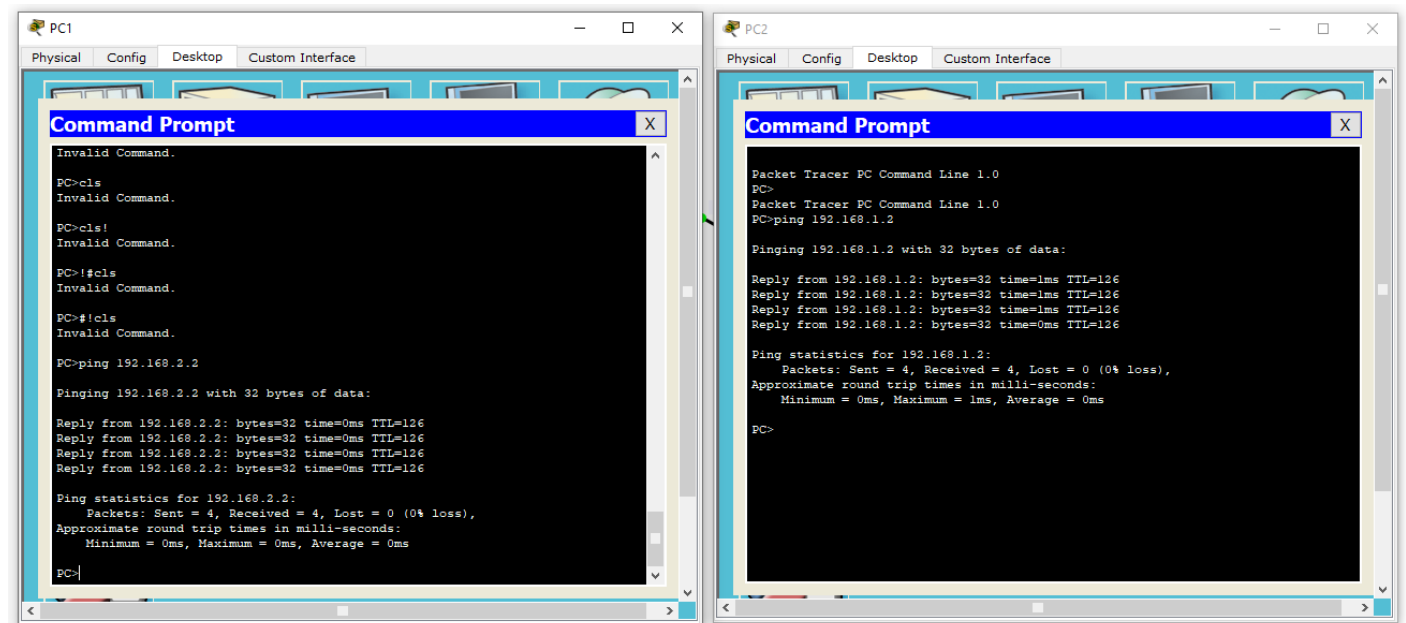 PC1
Physical Config Desktop Custom Interface
Command Prompt
X
Invalid Command.
PC>cls
Invalid Command.
PC>cls!
Invalid Command.
PC>!#cls
Invalid Command.
PC>#!cls
Invalid Command.
PC>ping 192.168.2.2
Pinging 192.168.2.2 with 32 bytes of data:
Reply from 192.168.2.2: bytes=32 time=0ms TTL=126
Reply from 192.168.2.2: bytes=32 time=0ms TTL=126
Reply from 192.168.2.2: bytes=32 time=0ms TTL=126
Reply from 192.168.2.2: bytes=32 time=0ms TTL=126
Ping statistics for 192.168.2.2:
Packets: Sent = 4, Received = 4, Lost = 0 (0% loss),
Approximate round trip times in milli-seconds:
Minimum = 0ms, Maximum = 0ms, Average = 0ms
PC>
PC2
Physical Config Desktop Custom Interface
Command Prompt
X
Packet Tracer PC Command Line 1.0
PC>
Packet Tracer PC Command Line 1.0
PC>ping 192.168.1.2
Pinging 192.168.1.2 with 32 bytes of data:
Reply from 192.168.1.2: bytes=32 time=1ms TTL=126
Reply from 192.168.1.2: bytes=32 time=1ms TTL=126
Reply from 192.168.1.2: bytes=32 time=1ms TTL=126
Reply from 192.168.1.2: bytes=32 time=0ms TTL=126
Ping statistics for 192.168.1.2:
Packets: Sent = 4, Received = 4, Lost = 0 (0% loss),
Approximate round trip times in milli-seconds:
Minimum = 0ms, Maximum = 1ms, Average = 0ms
PC>